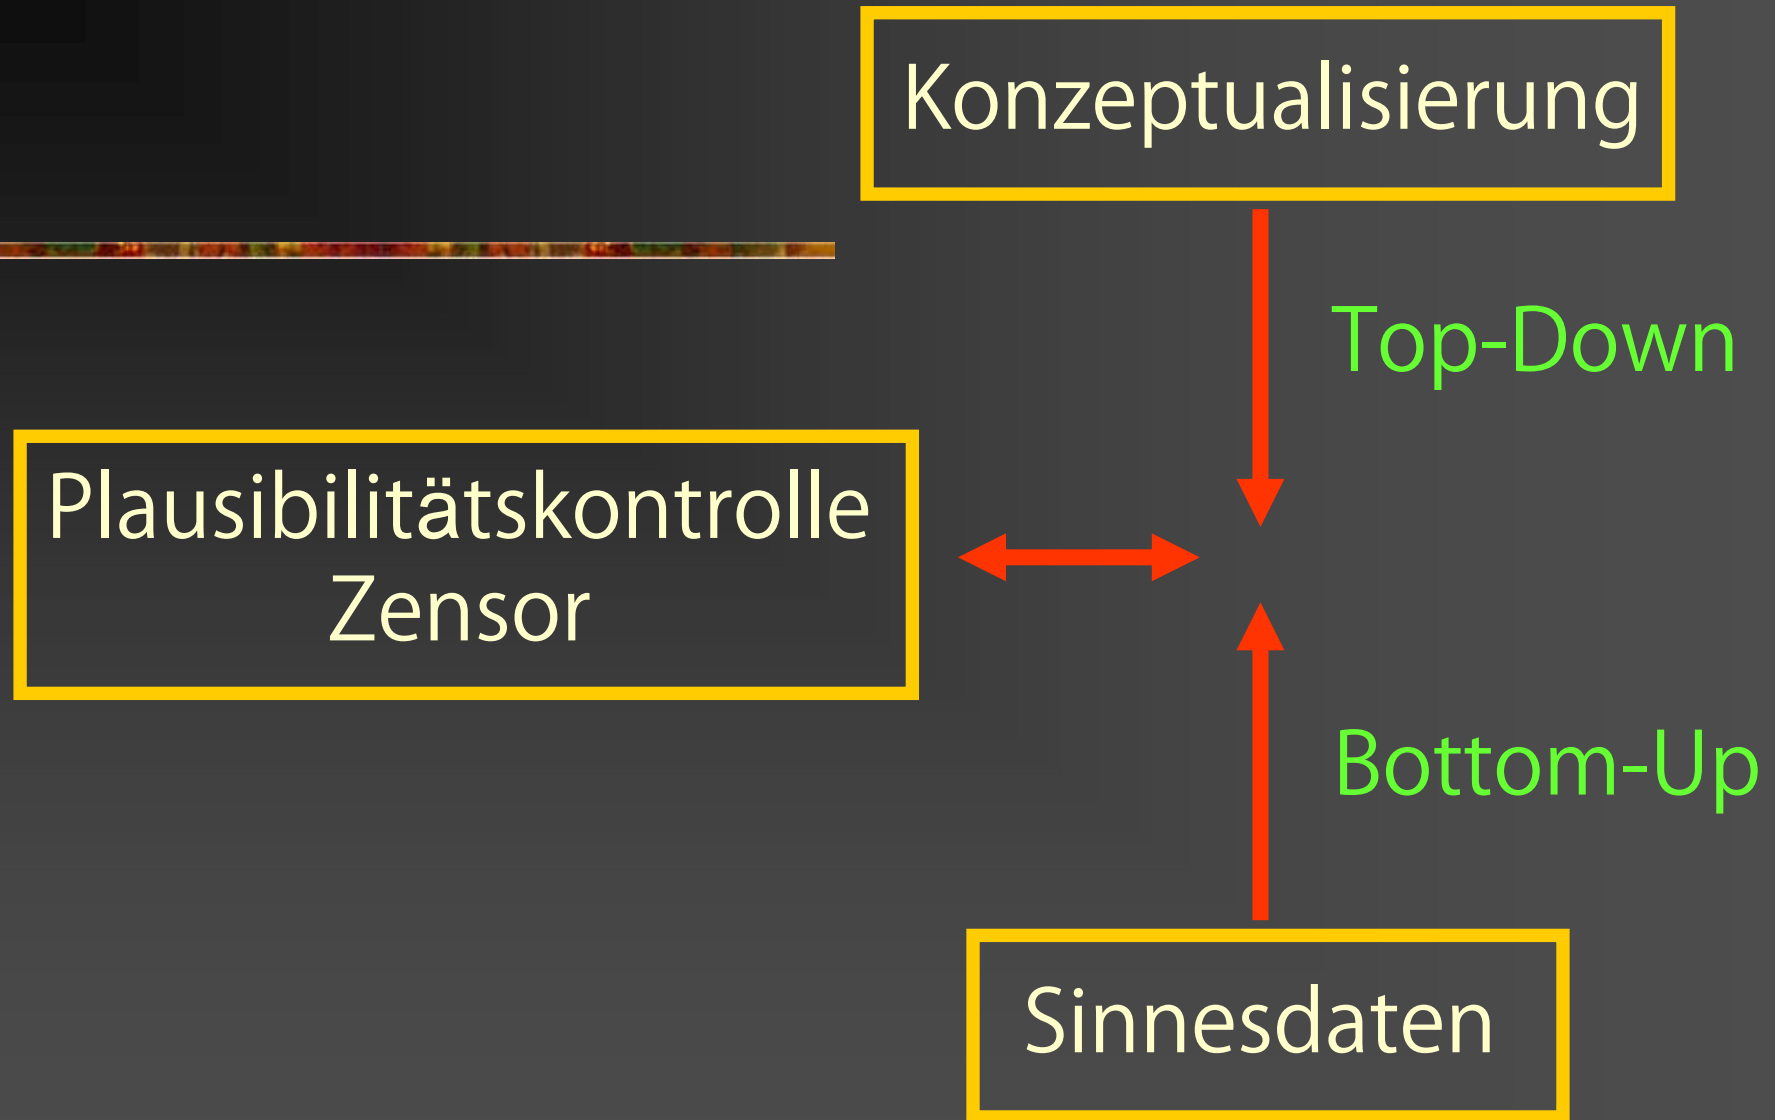 Konzeptualisierung
Top-Down
Plausibilitätskontrolle
Zensor
Bottom-Up
Sinnesdaten